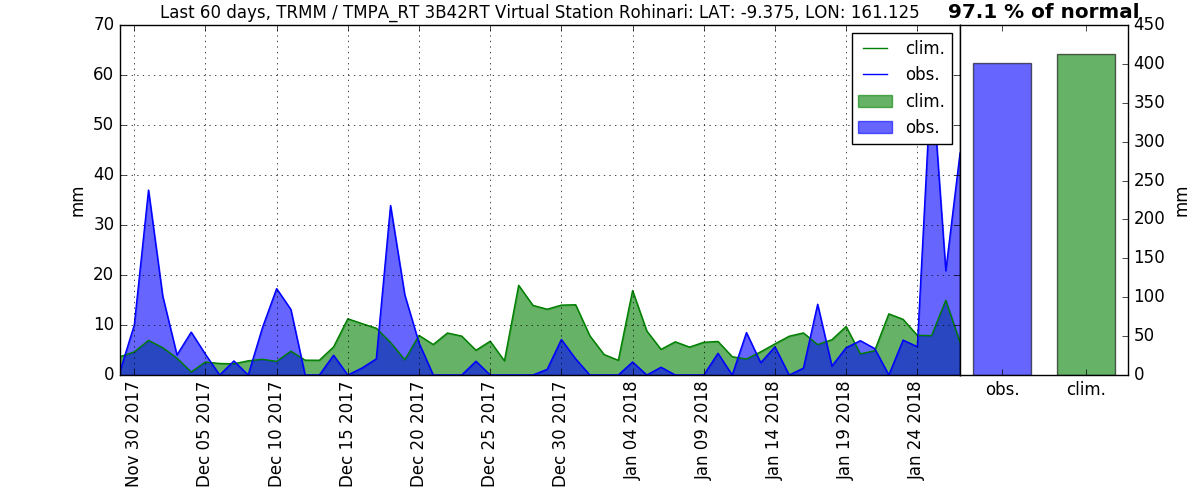 Last 60 days, TRMM / TMPA_RT 3B42RT Virtual Station Rohinari: LAT: -9.375, LON: 161.125
97.1 % of normal
70
60
50
40
30
20
10
0
mm
clim.
obs.
clim.
obs.
450
400
350
300
250
200
150
100
50
0
mm
Nov 30 2017
Dec 05 2017
Dec 10 2017
Dec 15 2017
Dec 20 2017
Dec 25 2017
Dec 30 2017
Jan 04 2018
Jan 09 2018
Jan 14 2018
Jan 19 2018
Jan 24 2018
obs.
clim.